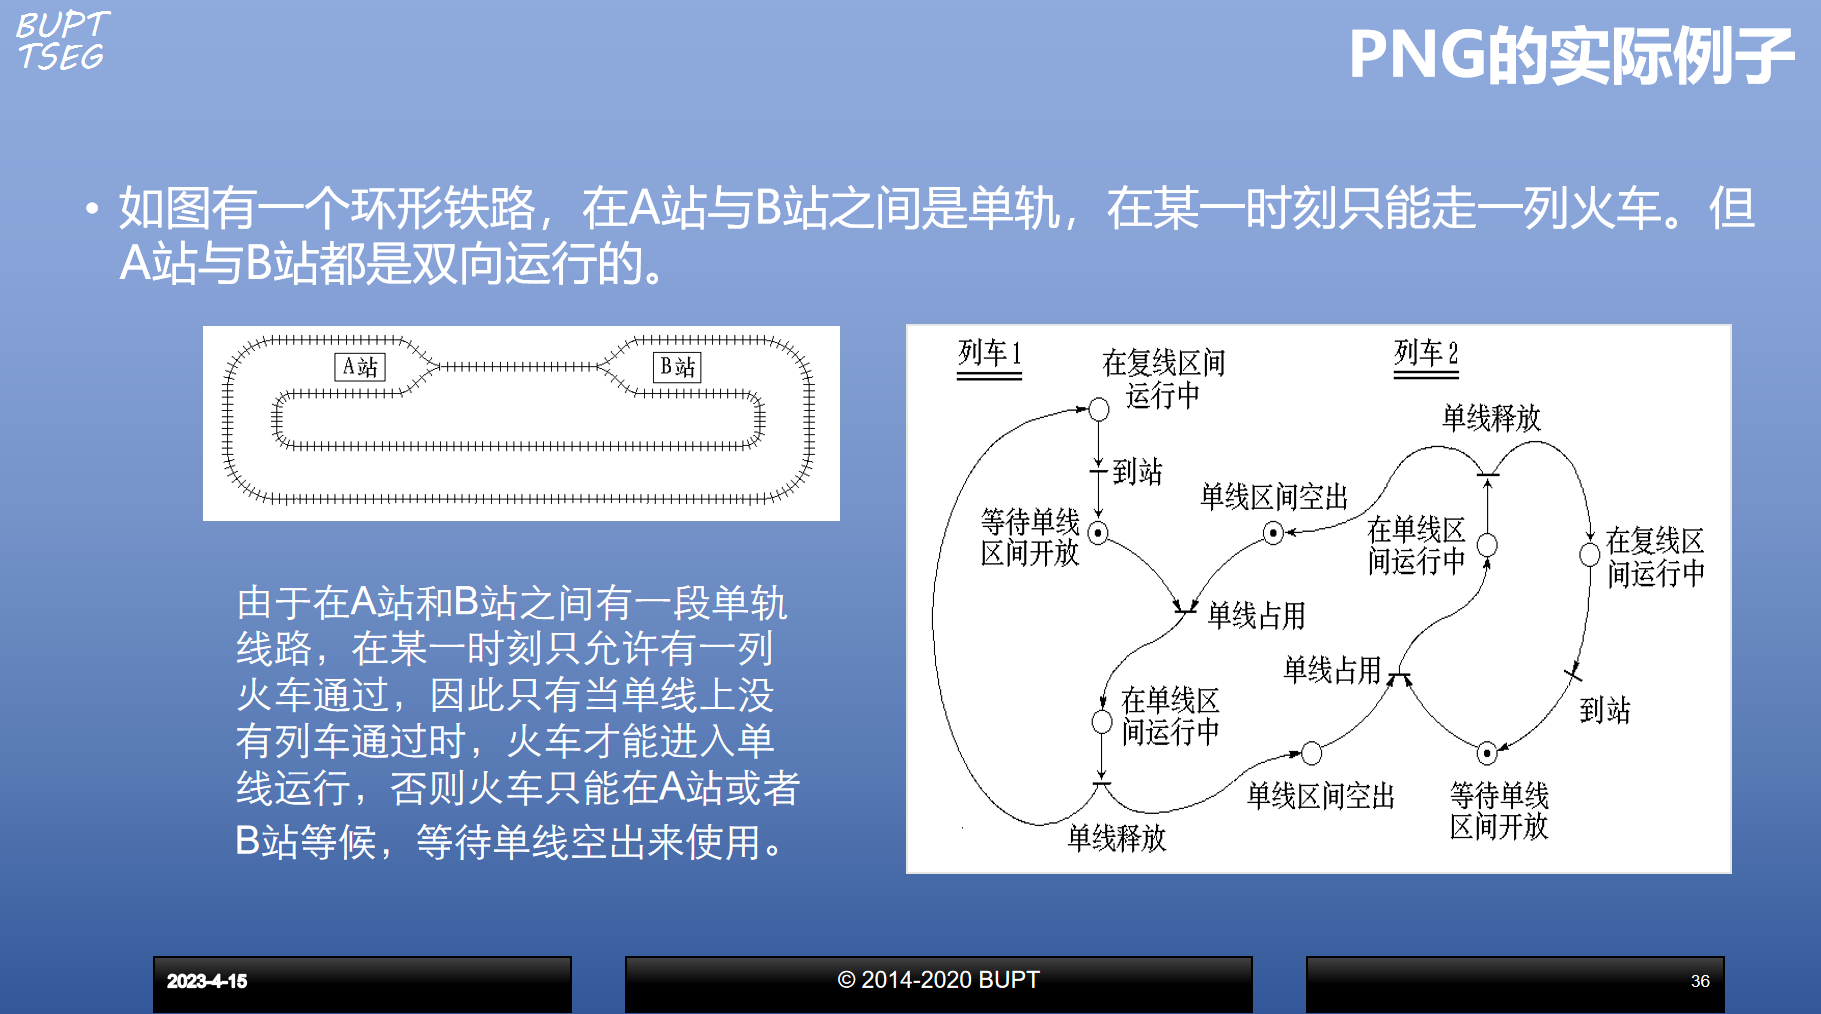 BUPT
TSEG
PNG的实际例子
• 如图有一个环形铁路，在A站与B站之间是单轨，在某一时刻只能走一列火车。但
A站与B站都是双向运行的。
A站
B站
由于在A站和B站之间有一段单轨
线路，在某一时刻只允许有一列
火车通过，因此只有当单线上没
有列车通过时，火车才能进入单
线运行，否则火车只能在A站或者
B站等候，等待单线空出来使用。
列车1
列车2
在复线区间
运行中
单线释放
到站
单线区间空出
等待单线
区间开放
在单线区
间运行中
在复线区
间运行中
单线占用
单线占用
在单线区
间运行中
到站
单线区间空出
等待单线
区间开放
单线释放
2023-4-15
© 2014-2020 BUPT
36